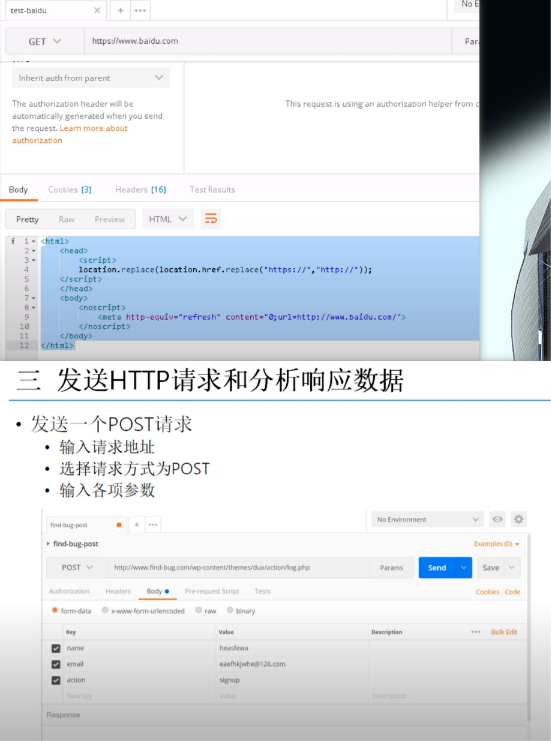 test-baidu
No E
GET
https://www.baidu.com
Para
Inherit auth from parent
The authorization header will be
automatically generated when you send
the request. Learn more about
authorization
This request is using an authorization helper from c
Body Cookies [3] Headers [16] Test Results
Pretty Raw Preview HTML
i 1 <html>
2 <head>
3 <script>
4 location.replace(location.href.replace("https://","http://"));
5 </script>
6 </head>
7 <body>
8 <noscript>
9 <meta http-equiv="refresh" content="0;url=http://www.baidu.com/">
10 </noscript>
11 </body>
12 </html>
三 发送HTTP请求和分析响应数据
• 发送一个POST请求
• 输入请求地址
• 选择请求方式为POST
• 输入各项参数
find-bug-post
No Environment
find-bug-post
Examples (0)
POST http://www.find-bug.com/wp-content/themes/dux/action/log.php Params Send Save
Authorization Headers Body Pre-request Script Tests Cookies Code
form-data x-www-form-urlencoded raw binary
Key Value Description Bulk Edit
name heasfewa
email eaefhkjwhe@126.com
action signup
New key Value Description
Response